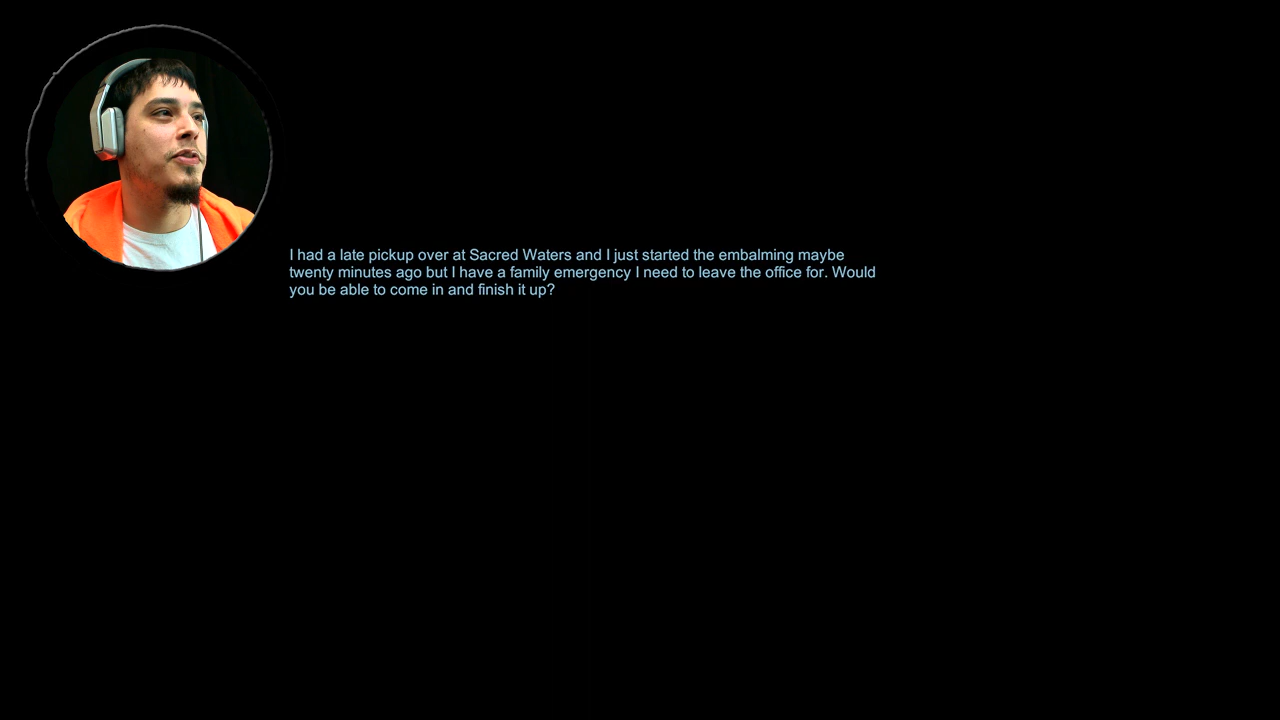 I had a late pickup over at Sacred Waters and I just started the embalming maybe
twenty minutes ago but I have a family emergency I need to leave the office for. Would
you be able to come in and finish it up?